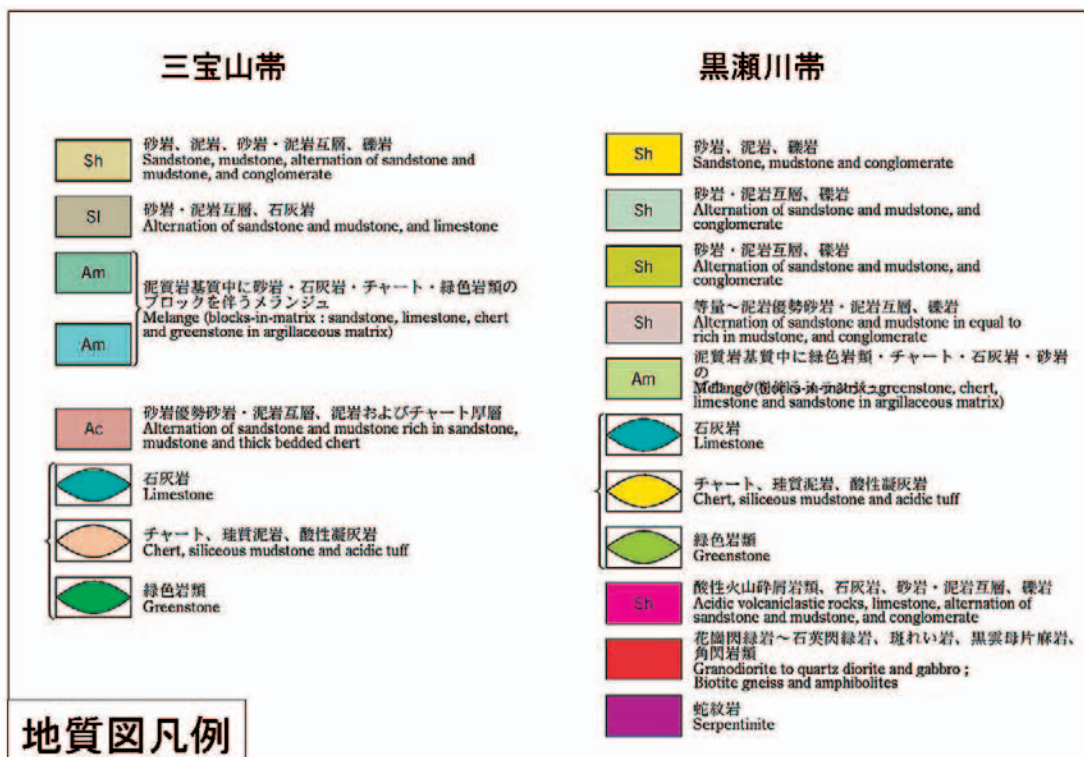 三宝山帯
Sh
砂岩、泥岩、砂岩・泥岩互層、礫岩
Sandstone, mudstone, alternation of sandstone and
mudstone, and conglomerate
Sl
砂岩・泥岩互層、石灰岩
Alternation of sandstone and mudstone, and limestone
Am
Am
泥質岩基質中に砂岩・石灰岩・チャート・緑色岩類の
ブロックを伴うメランジュ
Melange (blocks-in-matrix : sandstone, limestone, chert
and greenstone in argillaceous matrix)
Ac
砂岩優勢砂岩・泥岩互層、泥岩およびチャート厚層
Alternation of sandstone and mudstone rich in sandstone,
mudstone and thick bedded chert
石灰岩
Limestone
チャート、珪質泥岩、酸性凝灰岩
Chert, siliceous mudstone and acidic tuff
緑色岩類
Greenstone
黒瀬川帯
Sh
砂岩、泥岩、礫岩
Sandstone, mudstone and conglomerate
Sh
砂岩・泥岩互層、礫岩
Alternation of sandstone and mudstone, and
conglomerate
Sh
砂岩・泥岩互層、礫岩
Alternation of sandstone and mudstone, and
conglomerate
Sh
等量～泥岩優勢砂岩・泥岩互層、礫岩
Alternation of sandstone and mudstone in equal to
rich in mudstone, and conglomerate
Am
泥質岩基質中に緑色岩類・チャート・石灰岩・砂岩
の
Melange (blocks-in-matrix : greenstone, chert,
limestone and sandstone in argillaceous matrix)
石灰岩
Limestone
チャート、珪質泥岩、酸性凝灰岩
Chert, siliceous mudstone and acidic tuff
緑色岩類
Greenstone
Sh
酸性火山砕屑岩類、石灰岩、砂岩・泥岩互層、礫岩
Acidic volcaniclastic rocks, limestone, alternation of
sandstone and mudstone, and conglomerate
花崗閃緑岩～石英閃緑岩、斑れい岩、黒雲母片麻岩、
角閃岩類
Granodiorite to quartz diorite and gabbro ;
Biotite gneiss and amphibolites
蛇紋岩
Serpentinite
地質図凡例